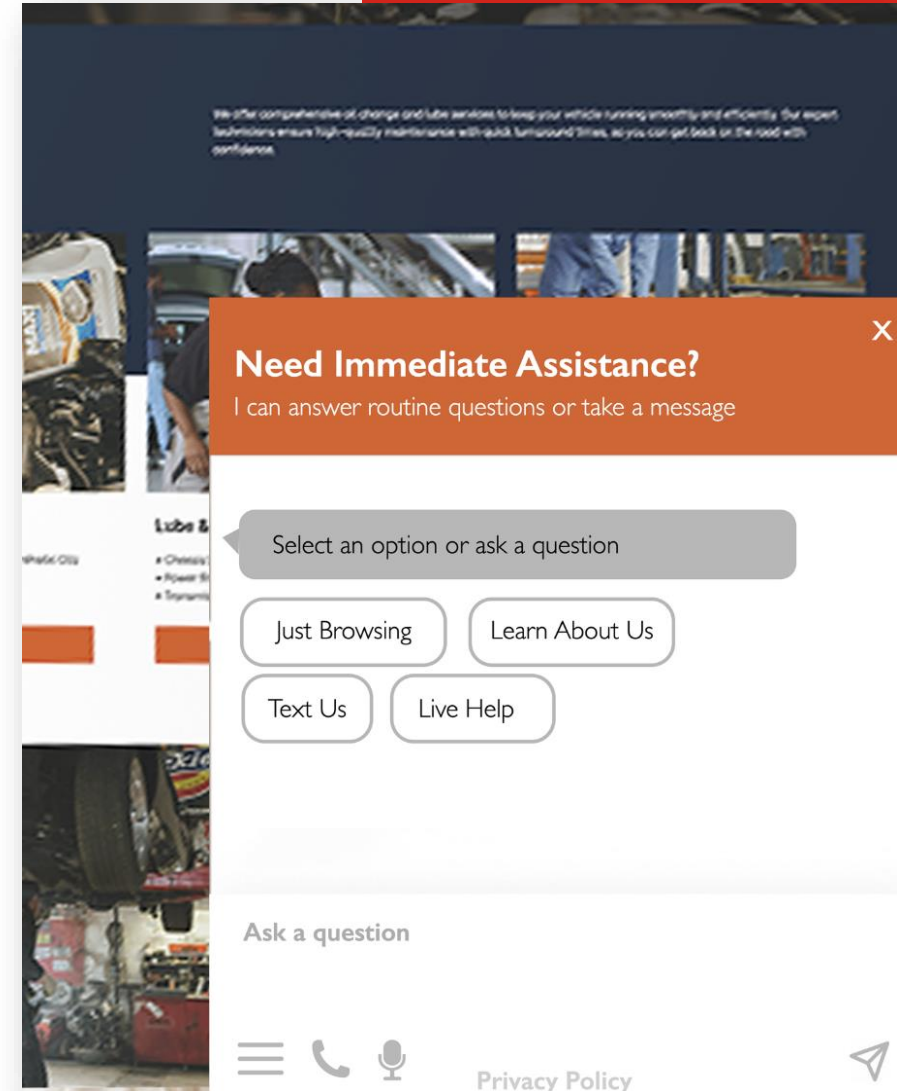 We offer comprehensive oil change and lube services to keep your vehicle running smoothly and efficiently. Our expert
technicians ensure high-quality maintenance with quick turnaround times, so you can get back on the road with
confidence.
X
Need Immediate Assistance?
I can answer routine questions or take a message
Select an option or ask a question
Just Browsing
Learn About Us
Text Us
Live Help
Lube &
• Chassis
• Power
Ask a question
Privacy Policy